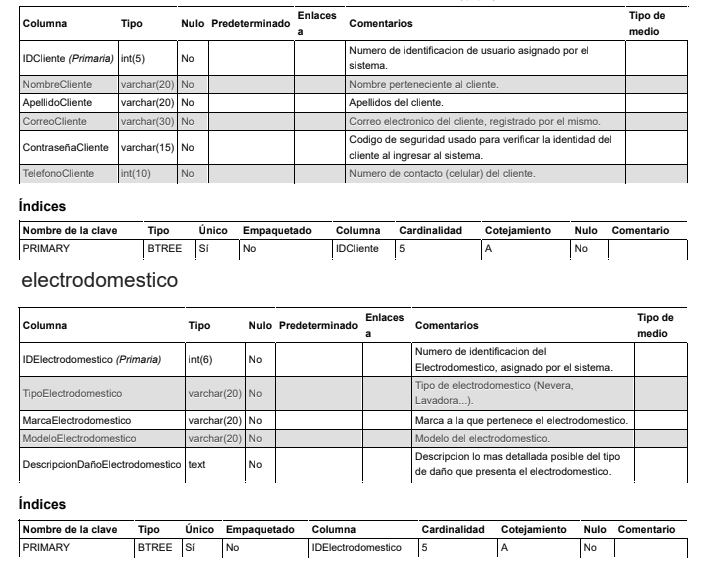 Columna Tipo Nulo Predeterminado Enlaces a Comentarios Tipo de medio
IDCliente (Primaria) int(5) No Numero de identificacion de usuario asignado por el
sistema.
NombreCliente varchar(20) No Nombre perteneciente al cliente.
ApellidoCliente varchar(20) No Apellidos del cliente.
CorreoCliente varchar(30) No Correo electronico del cliente, registrado por el mismo.
ContraseñaCliente varchar(15) No Codigo de seguridad usado para verificar la identidad del
cliente al ingresar al sistema.
TelefonoCliente int(10) No Numero de contacto (celular) del cliente.
Índices
Nombre de la clave Tipo Único Empaquetado Columna Cardinalidad Cotejamiento Nulo Comentario
PRIMARY BTREE Sí No IDCliente 5 A No
electrodomestico
Columna Tipo Nulo Predeterminado Enlaces a Comentarios Tipo de medio
IDElectrodomestico (Primaria) int(6) No Numero de identificacion del
Electrodomestico, asignado por el sistema.
TipoElectrodomestico varchar(20) No Tipo de electrodomestico (Nevera,
Lavadora...).
MarcaElectrodomestico varchar(20) No Marca a la que pertenece el electrodomestico.
ModeloElectrodomestico varchar(20) No Modelo del electrodomestico.
DescripcionDañoElectrodomestico text No Descripcion lo mas detallada posible del tipo
de daño que presenta el electrodomestico.
Índices
Nombre de la clave Tipo Único Empaquetado Columna Cardinalidad Cotejamiento Nulo Comentario
PRIMARY BTREE Sí No IDElectrodomestico 5 A No